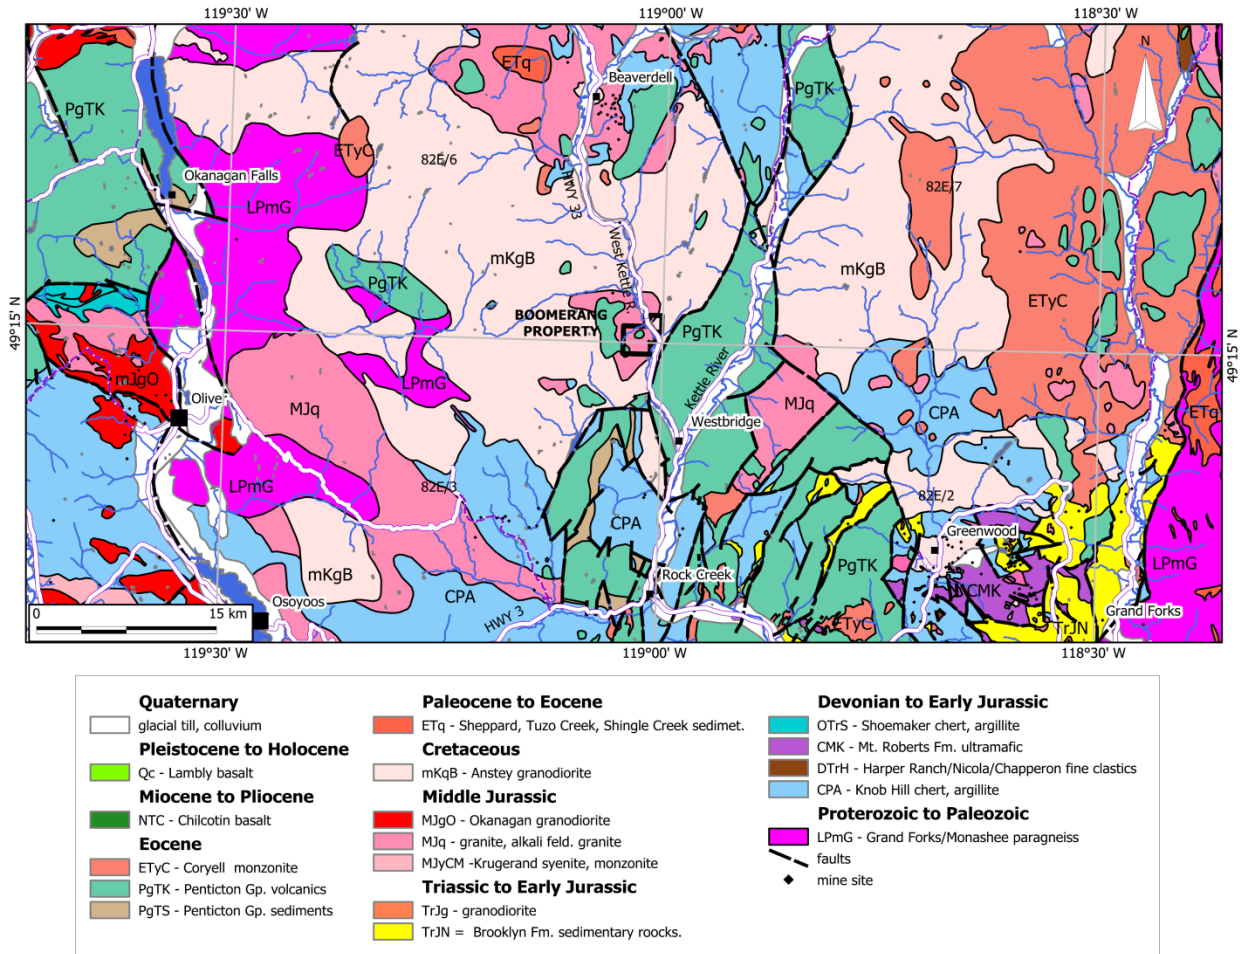 119°30' W
119°00' W
118°30' W
N
ETq
Beaverdell
PgTK
PgTK
ETyC
82E/6
Okanagan Falls
82E/7
HWY 33
LPmG
West Kettle R.
mKgB
mKgB
PgTK
ETyC
49°15' N
BOOMERANG
PROPERTY
PgTK
49°15' N
mJgO
LPmG
Kettle River
Olive
MJq
MJq
CPA
ETq
Westbridge
LPmG
82E/3
82E/2
CPA
Greenwood
mKgB
PgTK
LPmG
Rock Creek
CPA
CMK
Osoyoos
Grand Forks
HWY 3
ETyC
TrJN
0
15 km
119°30' W
119°00' W
118°30' W
Quaternary
glacial till, colluvium
Pleistocene to Holocene
Qc - Lambly basalt
Miocene to Pliocene
NTC - Chilcotin basalt
Eocene
ETyC - Coryell monzonite
PgTK - Penticton Gp. volcanics
PgTS - Penticton Gp. sediments
Paleocene to Eocene
ETq - Sheppard, Tuzo Creek, Shingle Creek sedimet.
Cretaceous
mKqB - Anstey granodiorite
Middle Jurassic
MJgO - Okanagan granodiorite
MJq - granite, alkali feld. granite
MJyCM -Krugerand syenite, monzonite
Triassic to Early Jurassic
TrJg - granodiorite
TrJN = Brooklyn Fm. sedimentary roocks.
Devonian to Early Jurassic
OTrS - Shoemaker chert, argillite
CMK - Mt. Roberts Fm. ultramafic
DTrH - Harper Ranch/Nicola/Chapperon fine clastics
CPA - Knob Hill chert, argillite
Proterozoic to Paleozoic
LPmG - Grand Forks/Monashee paragneiss
faults
mine site